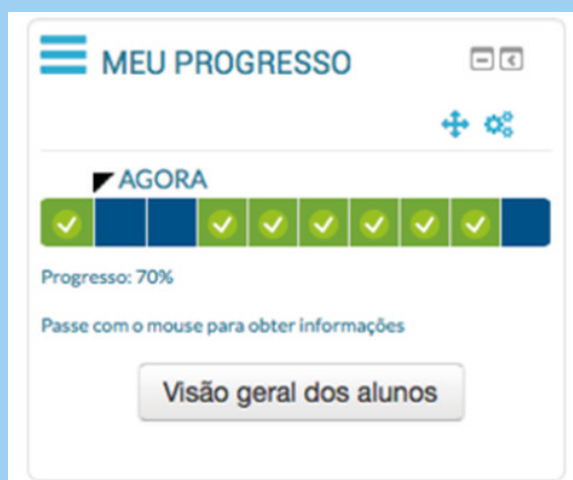 MEU PROGRESSO
AGORA
Progresso: 70%
Passe com o mouse para obter informações
Visão geral dos alunos